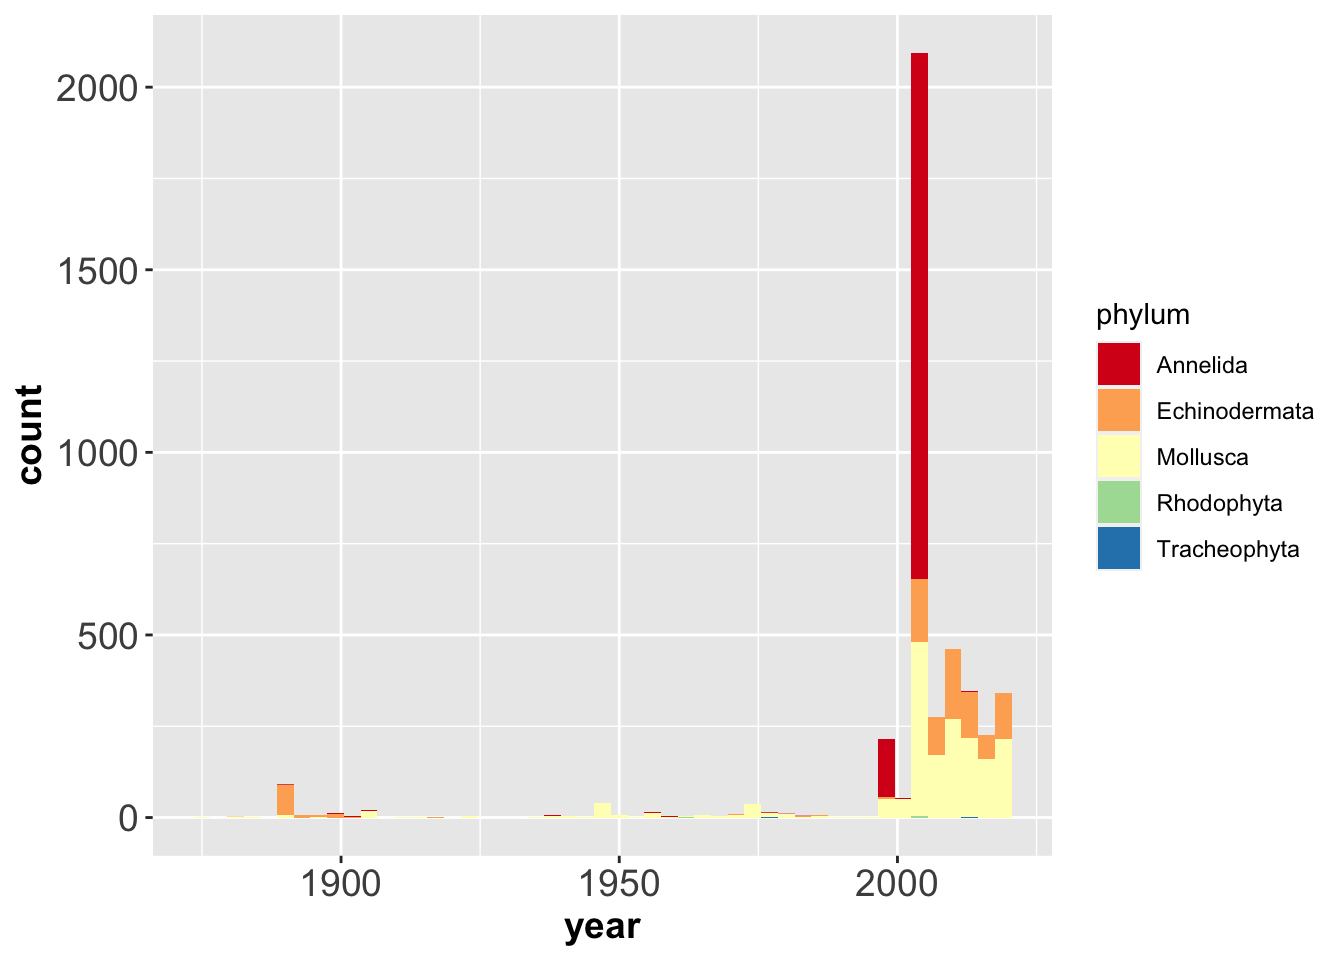 2000
1500
1000
500
0
count
1900 1950 2000
year
phylum
Annelida
Echinodermata
Mollusca
Rhodophyta
Tracheophyta